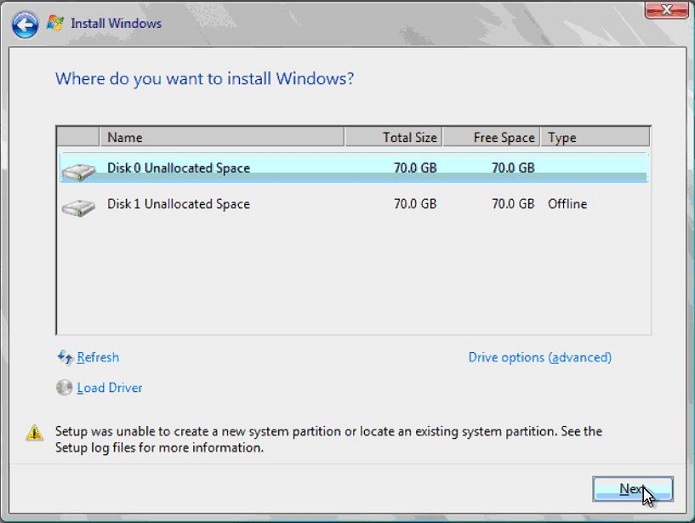 Install Windows
Where do you want to install Windows?
Name Total Size Free Space Type
Disk 0 Unallocated Space 70.0 GB 70.0 GB
Disk 1 Unallocated Space 70.0 GB 70.0 GB Offline
Refresh Drive options (advanced)
Load Driver
Setup was unable to create a new system partition or locate an existing system partition. See the
Setup log files for more information.
Next